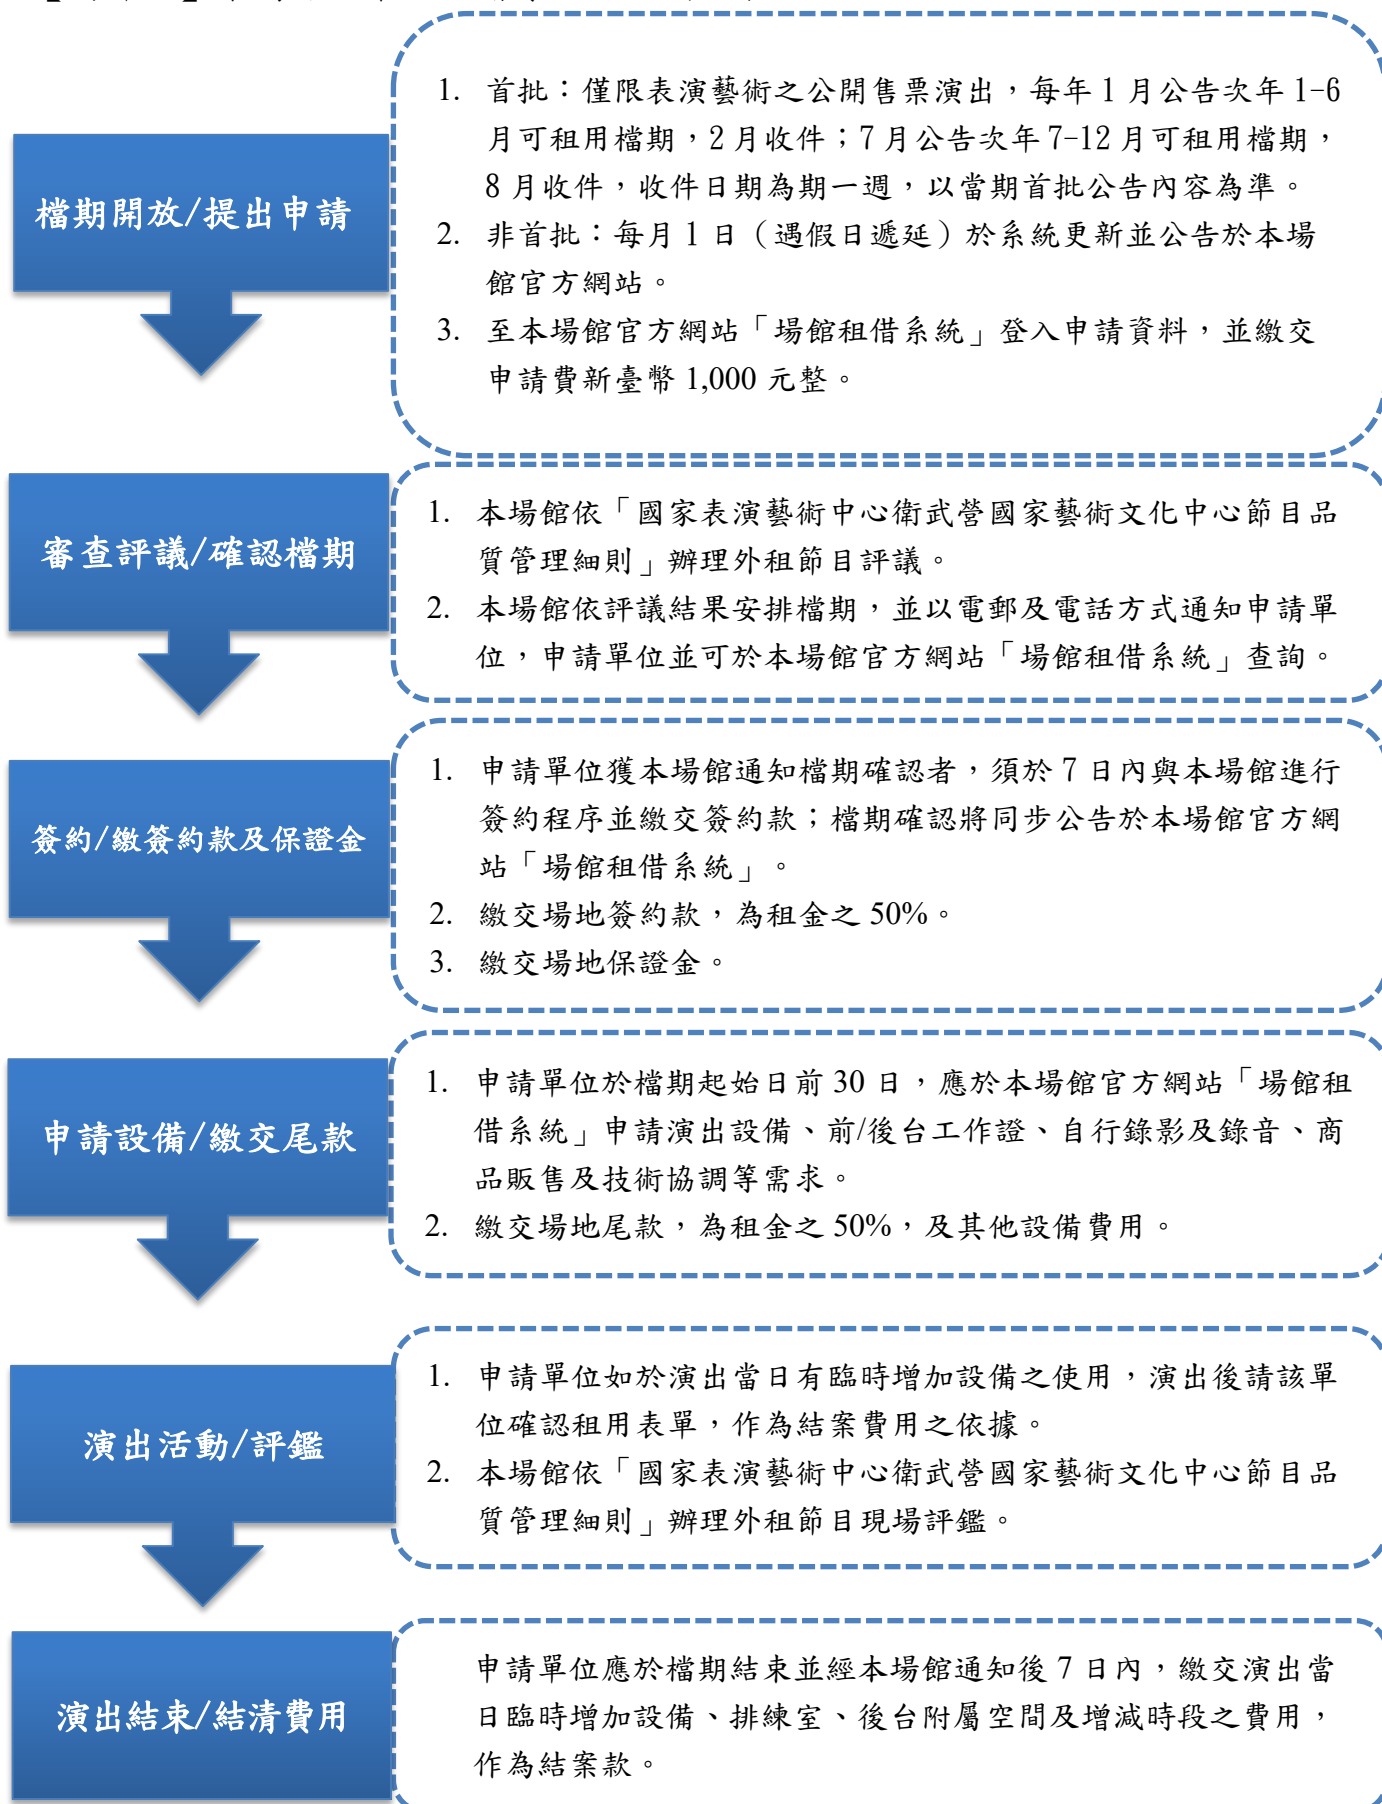 檔期開放/提出申請
1. 首批：僅限表演藝術之公開售票演出，每年 1 月公告次年 1-6
月可租用檔期，2 月收件；7 月公告次年 7-12 月可租用檔期，
8 月收件，收件日期為期一週，以當期首批公告內容為準。
2. 非首批：每月 1 日（遇假日遞延）於系統更新並公告於本場
館官方網站。
3. 至本場館官方網站「場館租借系統」登入申請資料，並繳交
申請費新臺幣 1,000 元整。
審查評議/確認檔期
1. 本場館依「國家表演藝術中心衛武營國家藝術文化中心節目品
質管理細則」辦理外租節目評議。
2. 本場館依評議結果安排檔期，並以電郵及電話方式通知申請單
位，申請單位並可於本場館官方網站「場館租借系統」查詢。
簽約/繳簽約款及保證金
1. 申請單位獲本場館通知檔期確認者，須於 7 日內與本場館進行
簽約程序並繳交簽約款；檔期確認將同步公告於本場館官方網
站「場館租借系統」。
2. 繳交場地簽約款，為租金之 50%。
3. 繳交場地保證金。
申請設備/繳交尾款
1. 申請單位於檔期起始日前 30 日，應於本場館官方網站「場館租
借系統」申請演出設備、前/後台工作證、自行錄影及錄音、商
品販售及技術協調等需求。
2. 繳交場地尾款，為租金之 50%，及其他設備費用。
演出活動/評鑑
1. 申請單位如於演出當日有臨時增加設備之使用，演出後請該單
位確認租用表單，作為結案費用之依據。
2. 本場館依「國家表演藝術中心衛武營國家藝術文化中心節目品
質管理細則」辦理外租節目現場評鑑。
演出結束/結清費用
申請單位應於檔期結束並經本場館通知後 7 日內，繳交演出當
日臨時增加設備、排練室、後台附屬空間及增減時段之費用，
作為結案款。